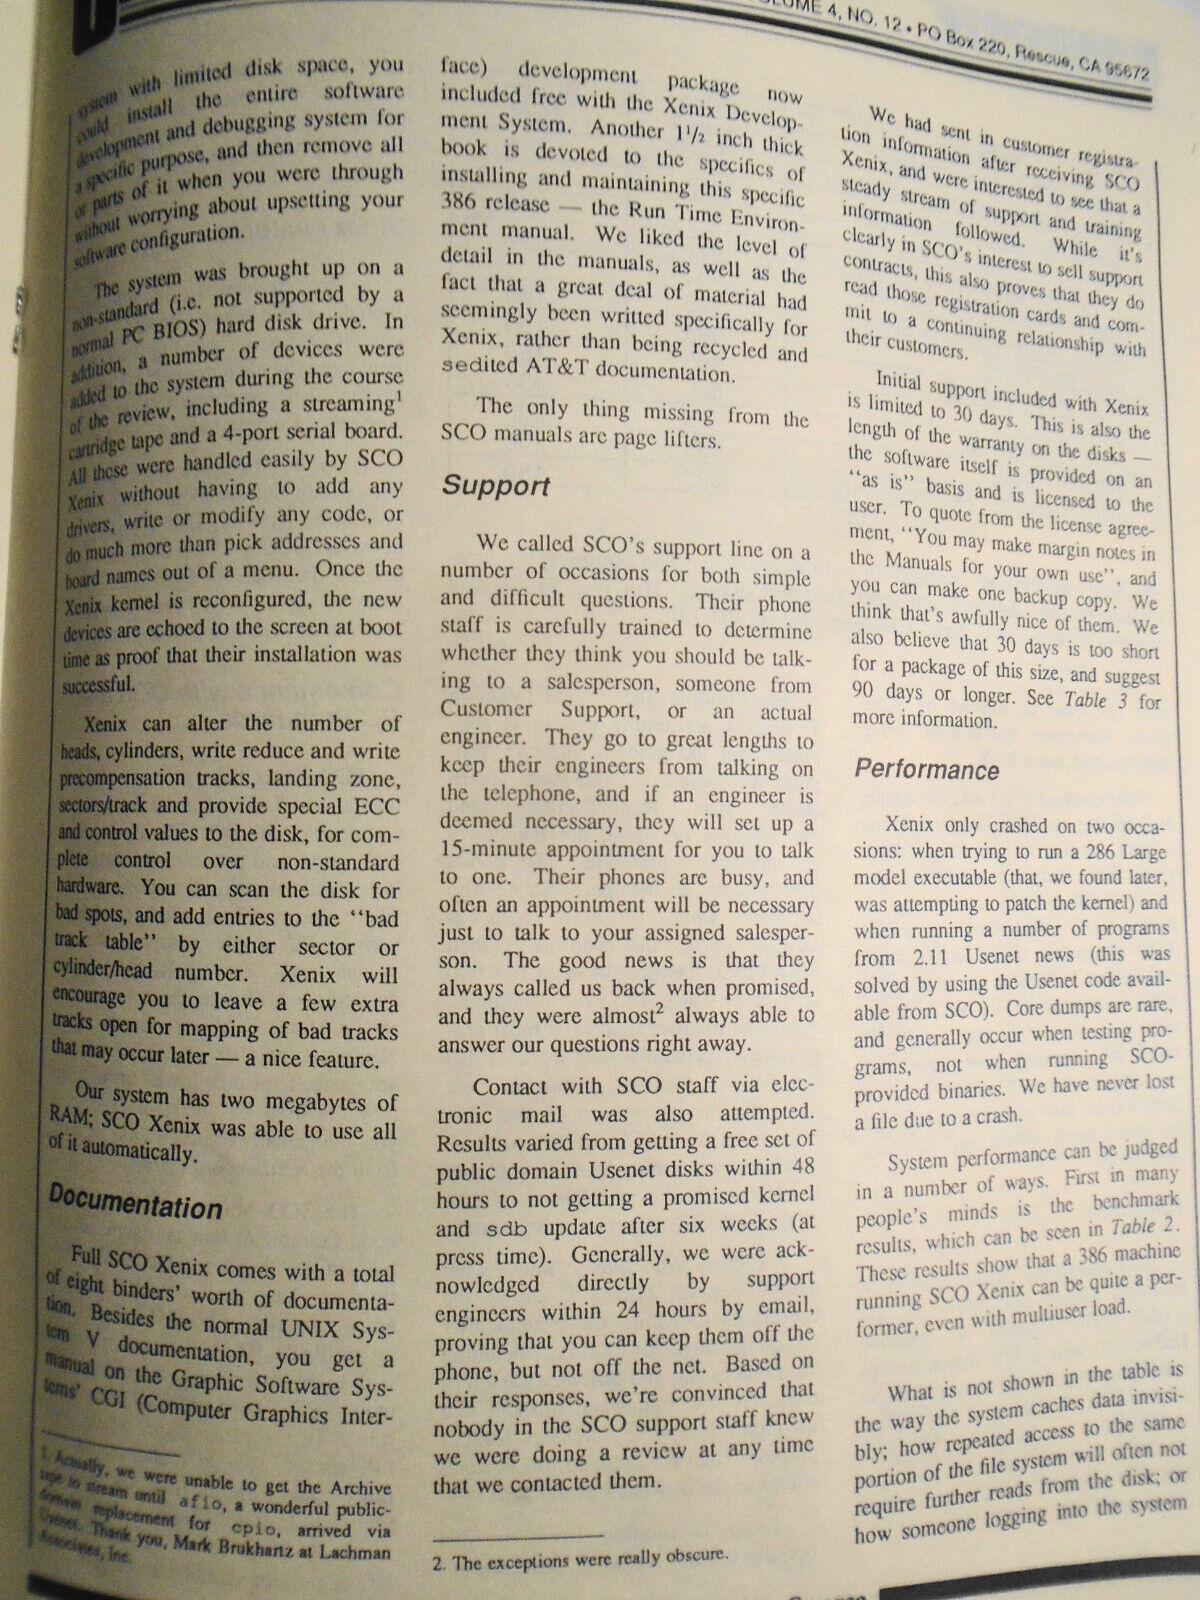 VOLUME 4, NO. 12 • PO Box 220, Rescue, CA 95672
system with limited disk space, you
could install the entire software
development and debugging system for
a specific purpose, and then remove all
or parts of it when you were through
without worrying about upsetting your
software configuration.
The system was brought up on a
non-standard (i.e. not supported by a
normal PC BIOS) hard disk drive. In
addition, a number of devices were
added to the system during the course
of the review, including a streaming1
cartridge tape and a 4-port serial board.
All these were handled easily by SCO
Xenix without having to add any
drivers, write or modify any code, or
do much more than pick addresses and
board names out of a menu. Once the
Xenix kernel is reconfigured, the new
devices are echoed to the screen at boot
time as proof that their installation was
successful.
Xenix can alter the number of
heads, cylinders, write reduce and write
precompensation tracks, landing zone,
sectors/track and provide special ECC
and control values to the disk, for com-
plete control over non-standard
hardware. You can scan the disk for
bad spots, and add entries to the "bad
track table" by either sector or
cylinder/head number. Xenix will
encourage you to leave a few extra
tracks open for mapping of bad tracks
that may occur later — a nice feature.
Our system has two megabytes of
RAM; SCO Xenix was able to use all
of it automatically.
Documentation
Full SCO Xenix comes with a total
of eight binders' worth of documenta-
tion. Besides the normal UNIX Sys-
tem V documentation, you get a
manual on the Graphic Software Sys-
tems' CGI (Computer Graphics Inter-
1. Actually, we were unable to get the Archive
tape to stream until afio, a wonderful public-
domain replacement for cpio, arrived via
Usenet. Thank you, Mark Brukhartz at Lachman
Associates, Inc.
face) development package now
included free with the Xenix Develop-
ment System. Another 1 1/2 inch thick
book is devoted to the specifics of
installing and maintaining this specific
386 release — the Run Time Environ-
ment manual. We liked the level of
detail in the manuals, as well as the
fact that a great deal of material had
seemingly been writted specifically for
Xenix, rather than being recycled and
sedited AT&T documentation.
The only thing missing from the
SCO manuals are page lifters.
Support
We called SCO's support line on a
number of occasions for both simple
and difficult questions. Their phone
staff is carefully trained to determine
whether they think you should be talk-
ing to a salesperson, someone from
Customer Support, or an actual
engineer. They go to great lengths to
keep their engineers from talking on
the telephone, and if an engineer is
deemed necessary, they will set up a
15-minute appointment for you to talk
to one. Their phones are busy, and
often an appointment will be necessary
just to talk to your assigned salesper-
son. The good news is that they
always called us back when promised,
and they were almost2 always able to
answer our questions right away.
Contact with SCO staff via elec-
tronic mail was also attempted.
Results varied from getting a free set of
public domain Usenet disks within 48
hours to not getting a promised kernel
and sdb update after six weeks (at
press time). Generally, we were ack-
nowledged directly by support
engineers within 24 hours by email,
proving that you can keep them off the
phone, but not off the net. Based on
their responses, we're convinced that
nobody in the SCO support staff knew
we were doing a review at any time
that we contacted them.
2. The exceptions were really obscure.
We had sent in customer registra-
tion information after receiving SCO
Xenix, and were interested to see that a
steady stream of support and training
information followed. While it's
clearly in SCO's interest to sell support
contracts, this also proves that they do
read those registration cards and com-
mit to a continuing relationship with
their customers.
Initial support included with Xenix
is limited to 30 days. This is also the
length of the warranty on the disks —
the software itself is provided on an
"as is" basis and is licensed to the
user. To quote from the license agree-
ment, "You may make margin notes in
the Manuals for your own use", and
you can make one backup copy. We
think that's awfully nice of them. We
also believe that 30 days is too short
for a package of this size, and suggest
90 days or longer. See Table 3 for
more information.
Performance
Xenix only crashed on two occa-
sions: when trying to run a 286 Large
model executable (that, we found later,
was attempting to patch the kernel) and
when running a number of programs
from 2.11 Usenet news (this was
solved by using the Usenet code avail-
able from SCO). Core dumps are rare,
and generally occur when testing pro-
grams, not when running SCO-
provided binaries. We have never lost
a file due to a crash.
System performance can be judged
in a number of ways. First in many
people's minds is the benchmark
results, which can be seen in Table 2.
These results show that a 386 machine
running SCO Xenix can be quite a per-
former, even with multiuser load.
What is not shown in the table is
the way the system caches data invisi-
bly; how repeated access to the same
portion of the file system will often not
require further reads from the disk; or
how someone logging into the system